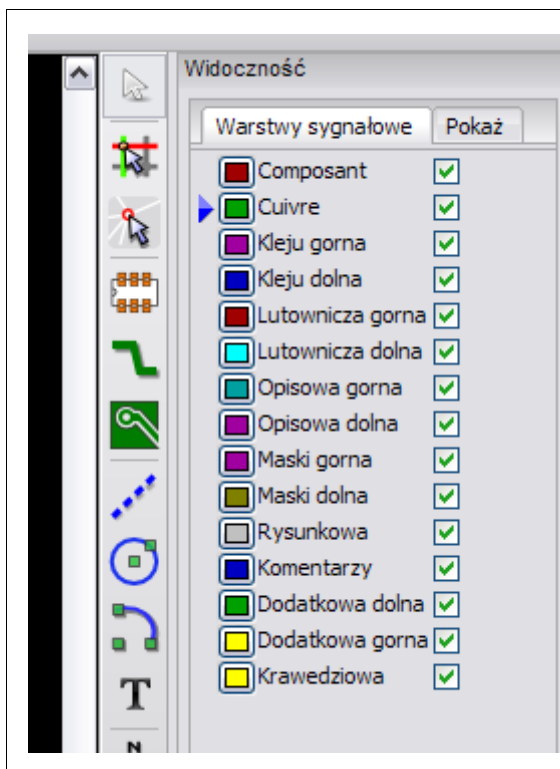 Widoczność
Warstwy sygnałowe Pokaż
Composant
Cuivre
Kleju gorna
Kleju dolna
Lutownicza gorna
Lutownicza dolna
Opisowa gorna
Opisowa dolna
Maski gorna
Maski dolna
Rysunkowa
Komentarzy
Dodatkowa dolna
Dodatkowa gorna
Krawedziowa
T
N